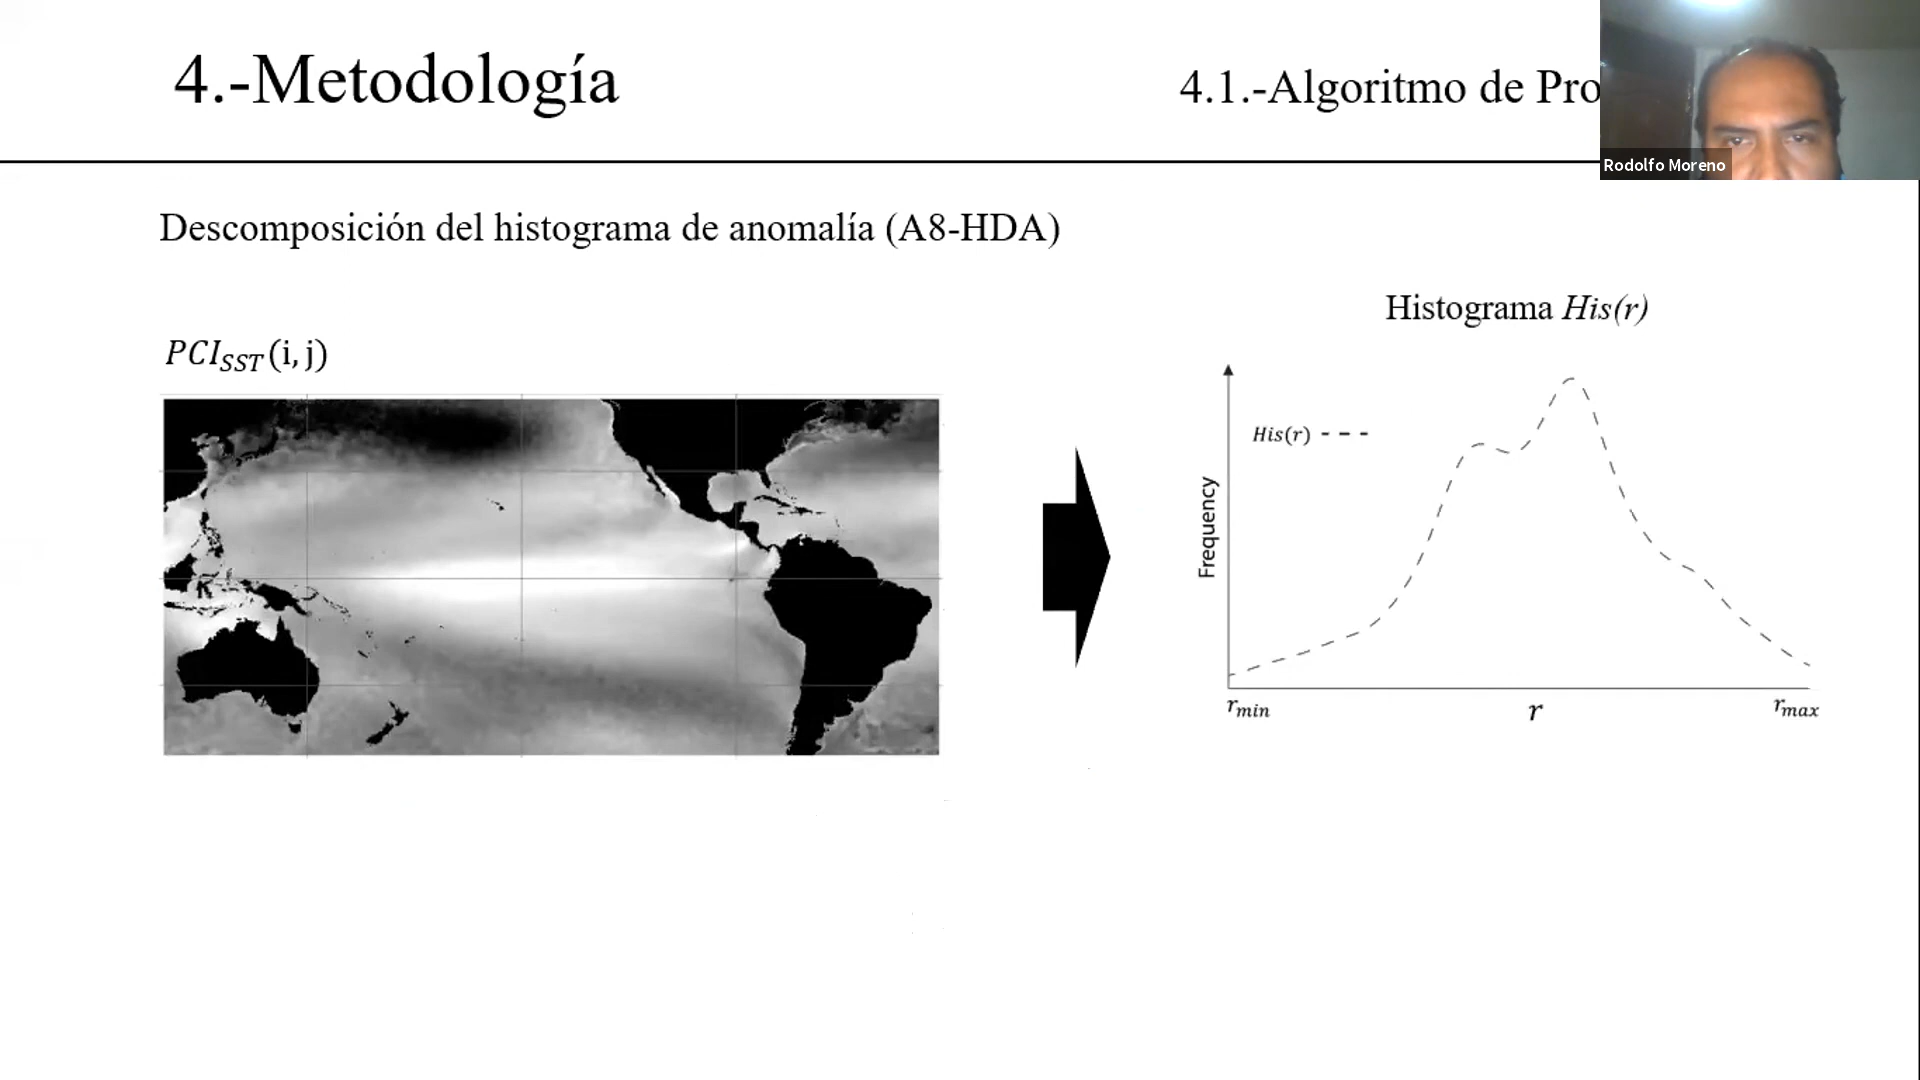 4.-Metodología
4.1.-Algoritmo de Pro
Rodolfo Moreno
Descomposición del histograma de anomalía (A8-HDA)
Histograma His(r)
PCI_SST(i, j)
His(r)
Frequency
r_min
r
r_max